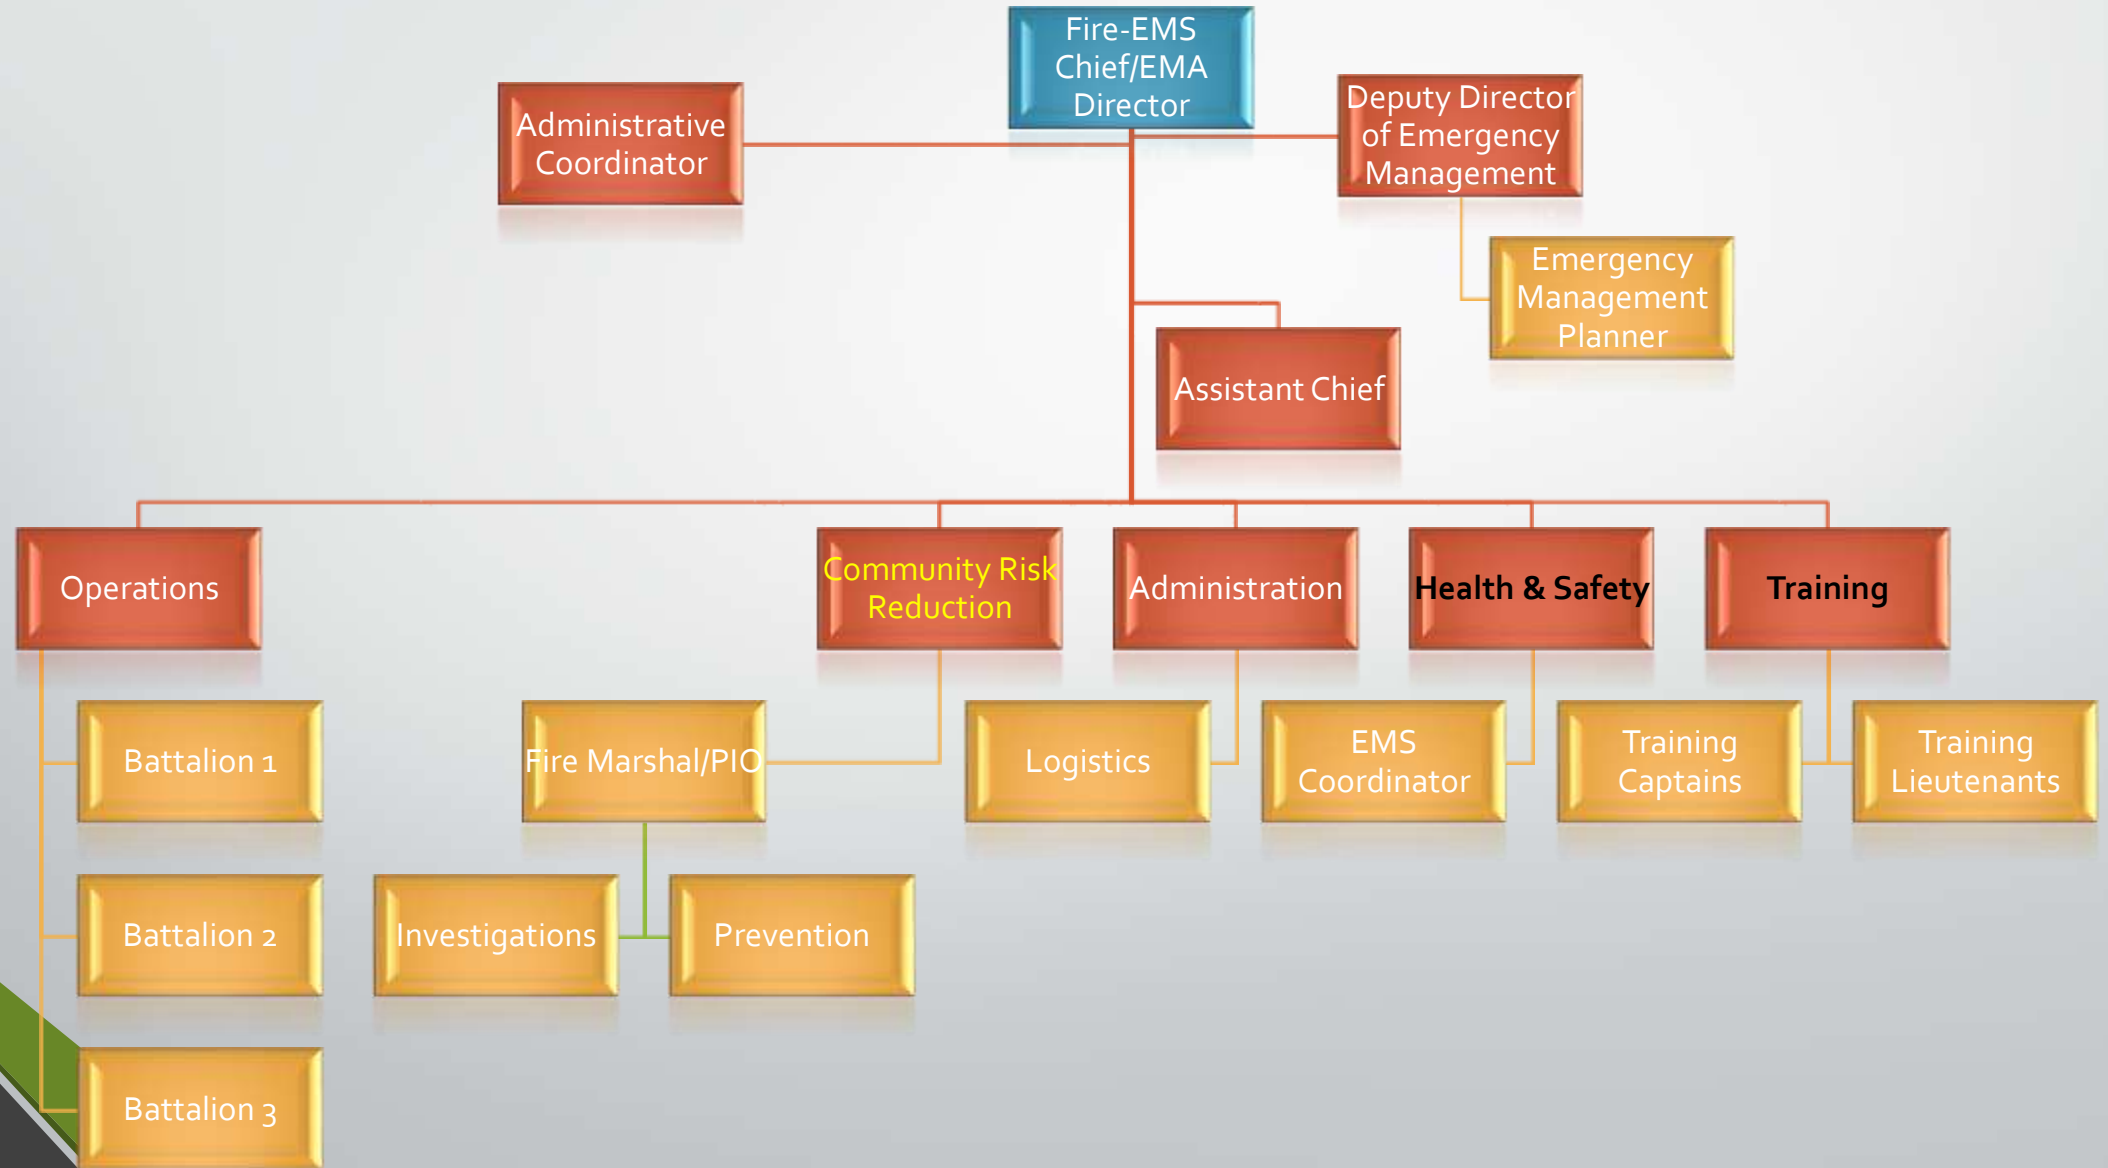 Fire-EMS
Chief/EMA
Director
Administrative
Coordinator
Deputy Director
of Emergency
Management
Emergency
Management
Planner
Assistant Chief
Operations
Community Risk
Reduction
Administration
Health & Safety
Training
Battalion 1
Fire Marshal/PIO
Logistics
EMS
Coordinator
Training
Captains
Training
Lieutenants
Battalion 2
Investigations
Prevention
Battalion 3